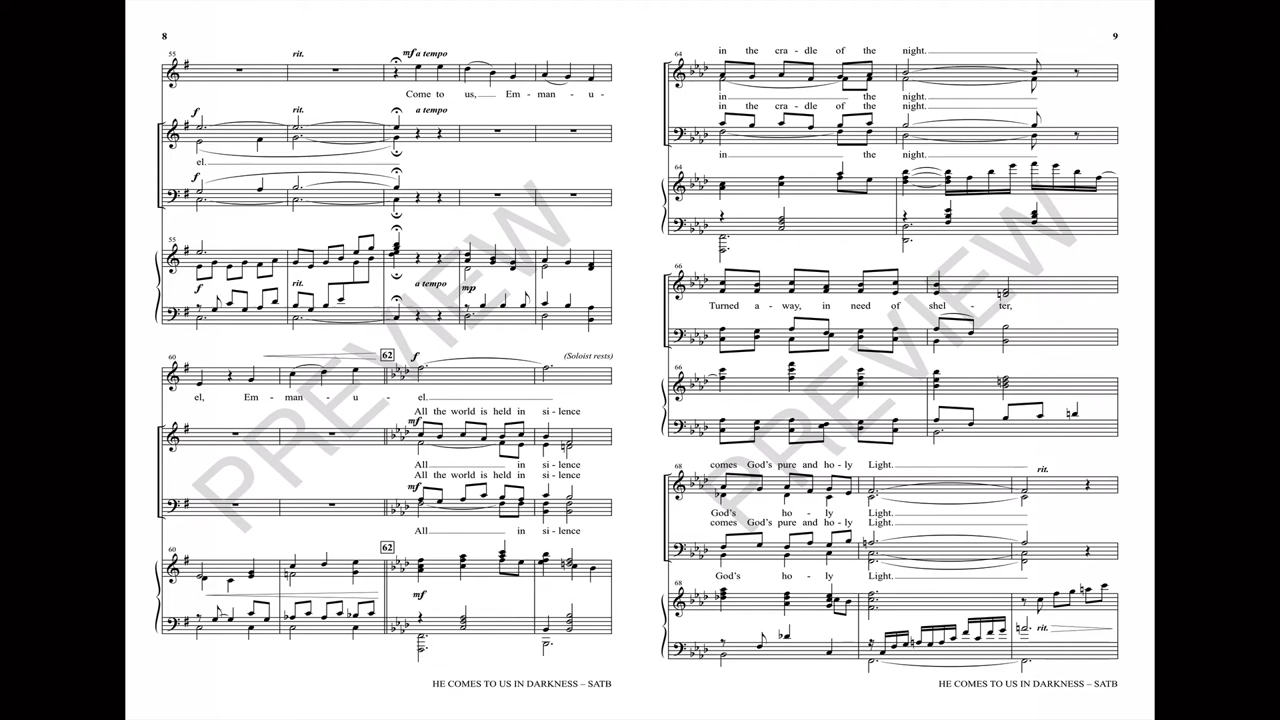 8
55
rit.
mf a tempo
Come to us, Em - man - u -
f
rit.
a tempo
el.
f
55
f
rit.
a tempo
mp
60
62
f
(Soloist rests)
el, Em - man - u - el.
All the world is held in si - lence
mf
All in si - lence
All the world is held in si - lence
mf
All in si - lence
60
62
mf
HE COMES TO US IN DARKNESS – SATB
9
64
in the cra - dle of the night.
in the night.
in the cra - dle of the night.
in the night.
64
66
Turned a - way, in need of shel - ter,
66
68
comes God's pure and ho - ly Light.
rit.
God's ho - ly Light.
comes God's pure and ho - ly Light.
God's ho - ly Light.
68
rit.
HE COMES TO US IN DARKNESS – SATB
PREVIEW
PREVIEW